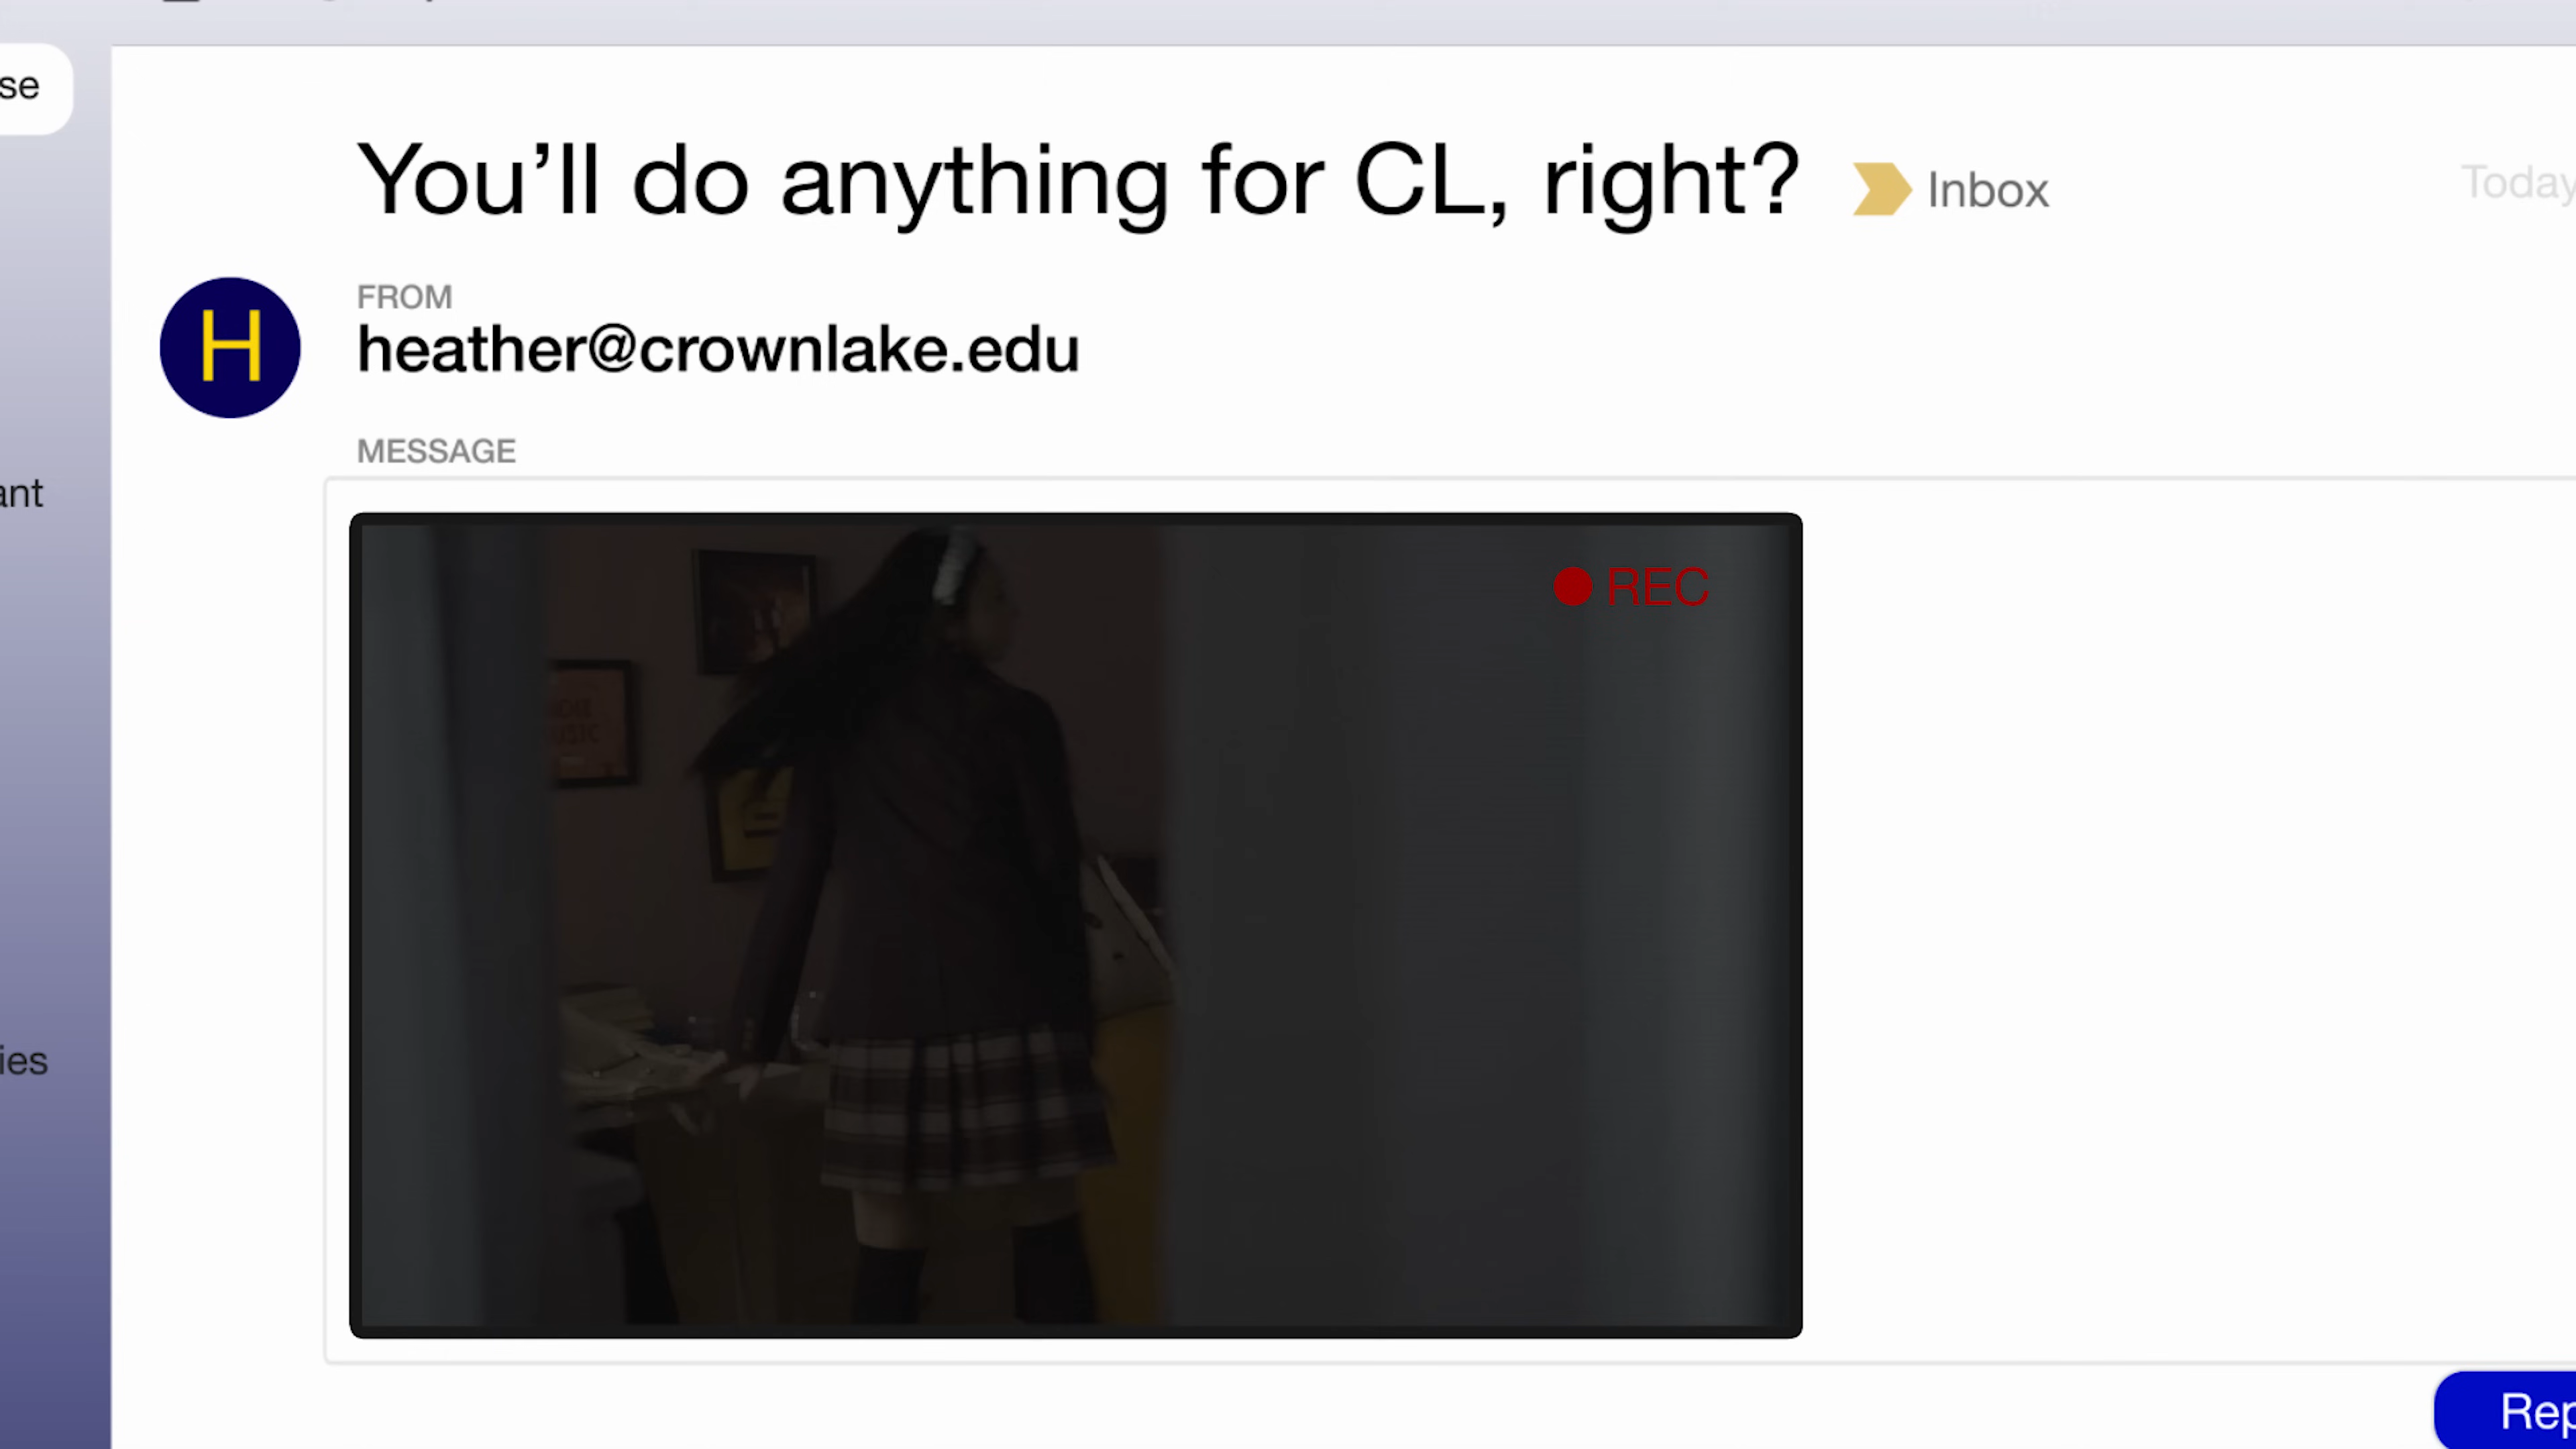 se
You’ll do anything for CL, right?
Inbox
Today
FROM
H
heather@crownlake.edu
MESSAGE
ant
REC
ies
Rep